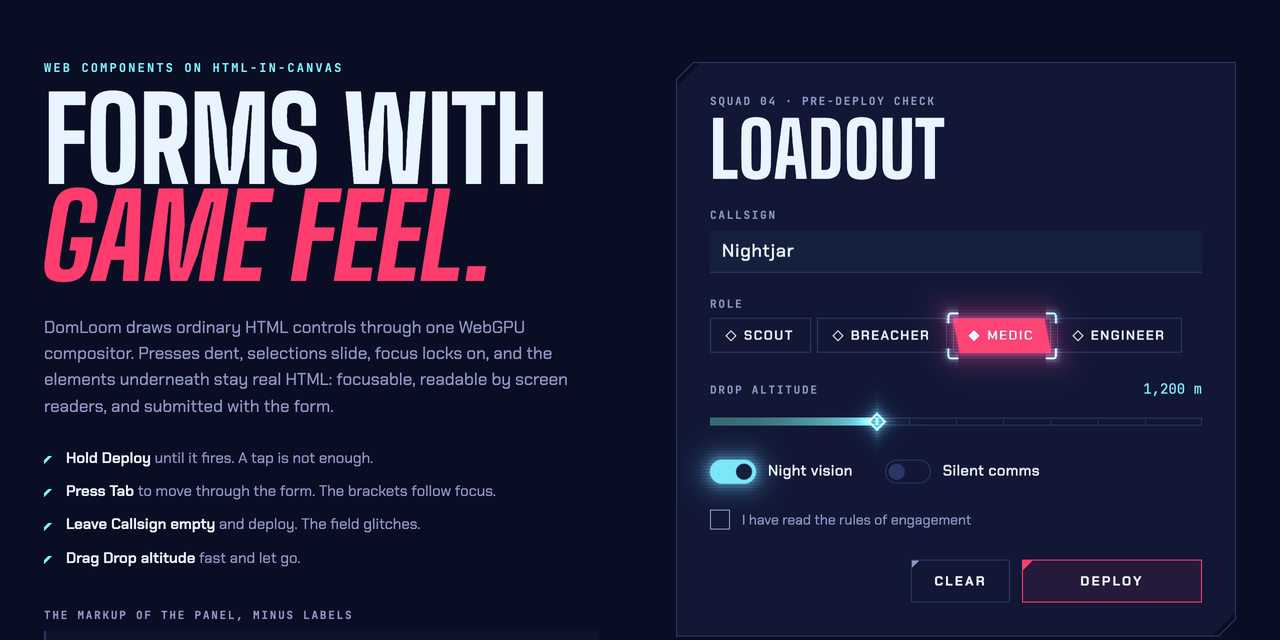 WEB COMPONENTS ON HTML-IN-CANVAS
FORMS WITH
GAME FEEL.
DomLoom draws ordinary HTML controls through one WebGPU
compositor. Presses dent, selections slide, focus locks on, and the
elements underneath stay real HTML: focusable, readable by screen
readers, and submitted with the form.
Hold Deploy until it fires. A tap is not enough.
Press Tab to move through the form. The brackets follow focus.
Leave Callsign empty and deploy. The field glitches.
Drag Drop altitude fast and let go.
THE MARKUP OF THE PANEL, MINUS LABELS
SQUAD 04 · PRE-DEPLOY CHECK
LOADOUT
CALLSIGN
Nightjar
ROLE
SCOUT BREACHER MEDIC ENGINEER
DROP ALTITUDE 1,200 m
Night vision Silent comms
I have read the rules of engagement
CLEAR DEPLOY